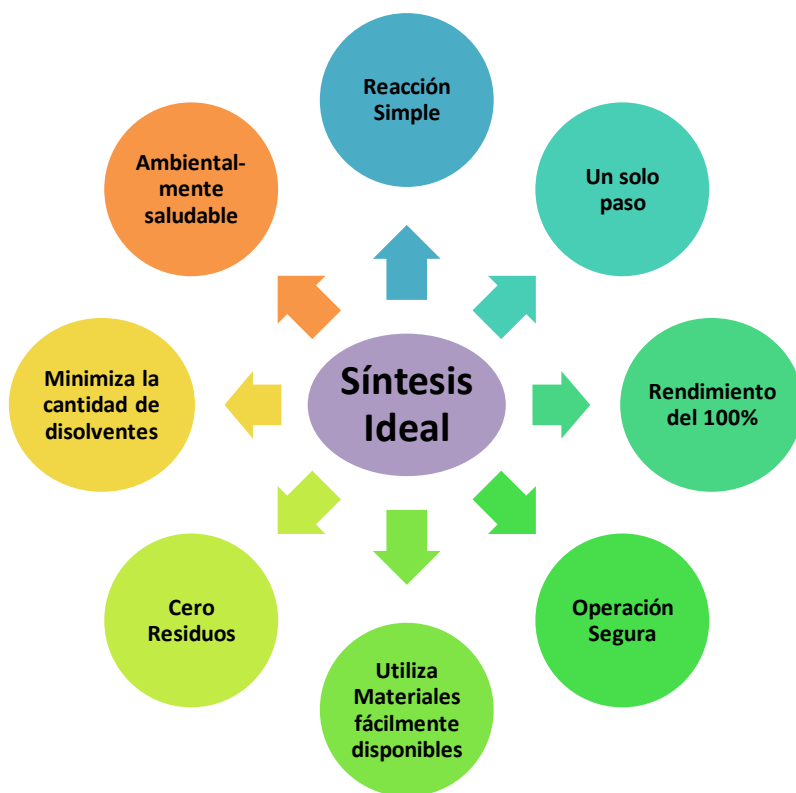 Síntesis
Ideal
Reacción
Simple
Un solo
paso
Rendimiento
del 100%
Operación
Segura
Utiliza
Materiales
fácilmente
disponibles
Cero
Residuos
Minimiza la
cantidad de
disolventes
Ambiental-
mente
saludable